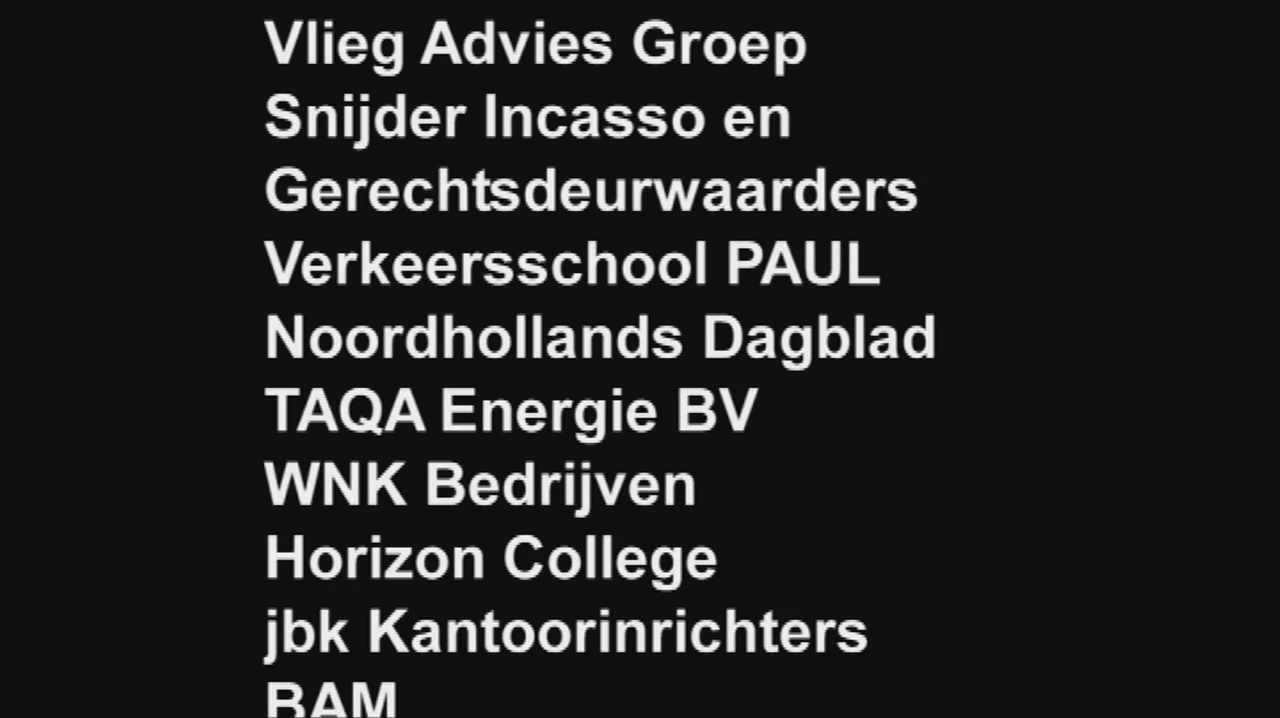 Vlieg Advies Groep
Snijder Incasso en
Gerechtsdeurwaarders
Verkeersschool PAUL
Noordhollands Dagblad
TAQA Energie BV
WNK Bedrijven
Horizon College
jbk Kantoorinrichters
BAM